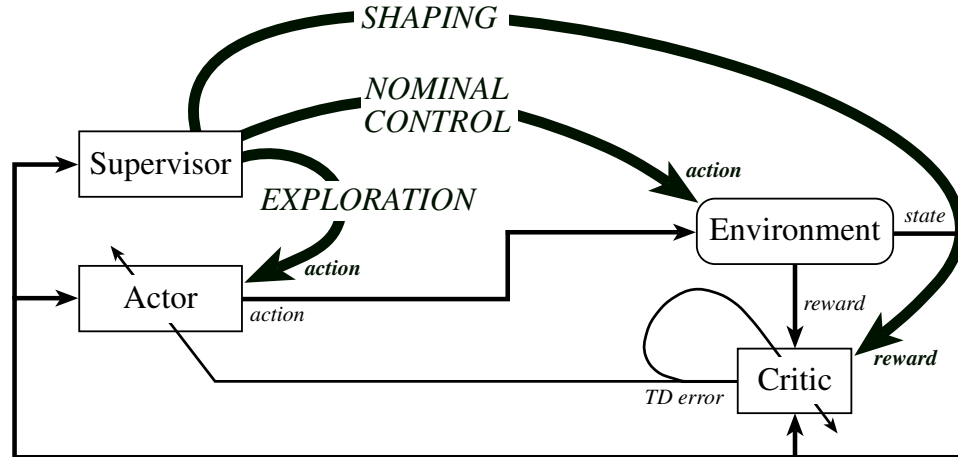 SHAPING
NOMINAL
CONTROL
Supervisor
action
EXPLORATION
state
Environment
action
Actor
action
reward
reward
Critic
TD error